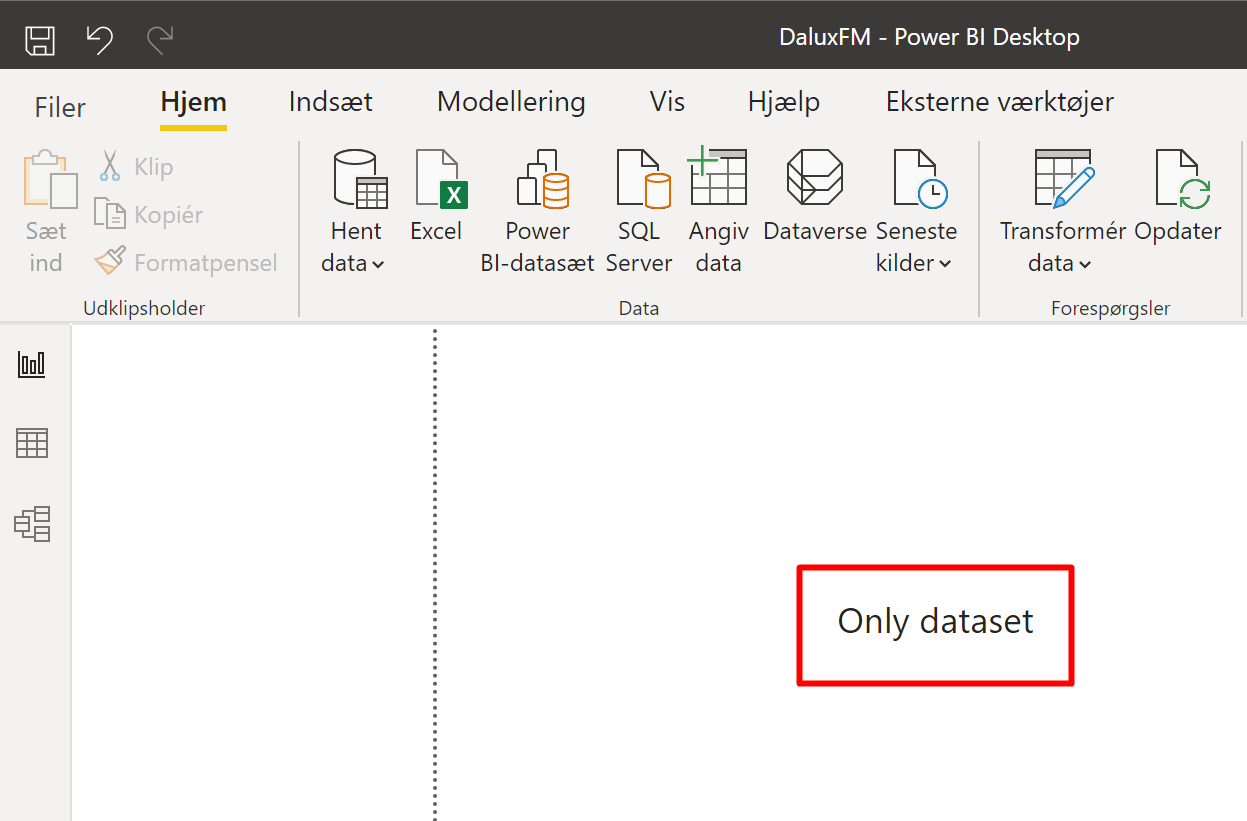 DaluxFM - Power BI Desktop
Filer Hjem Indsæt Modellering Vis Hjælp Eksterne værktøjer
Sæt ind
Klip
Kopiér
Formatpensel
Udklipsholder
Hent data
Excel
Power BI-datasæt
SQL Server
Angiv data
Dataverse
Seneste kilder
Data
Transformér data
Opdater
Forespørgsler
Only dataset